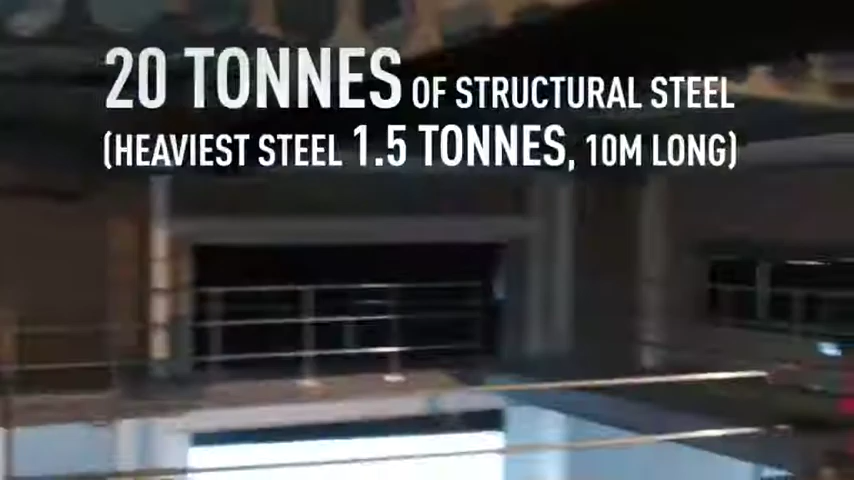 20 TONNES OF STRUCTURAL STEEL
(HEAVIEST STEEL 1.5 TONNES, 10M LONG)